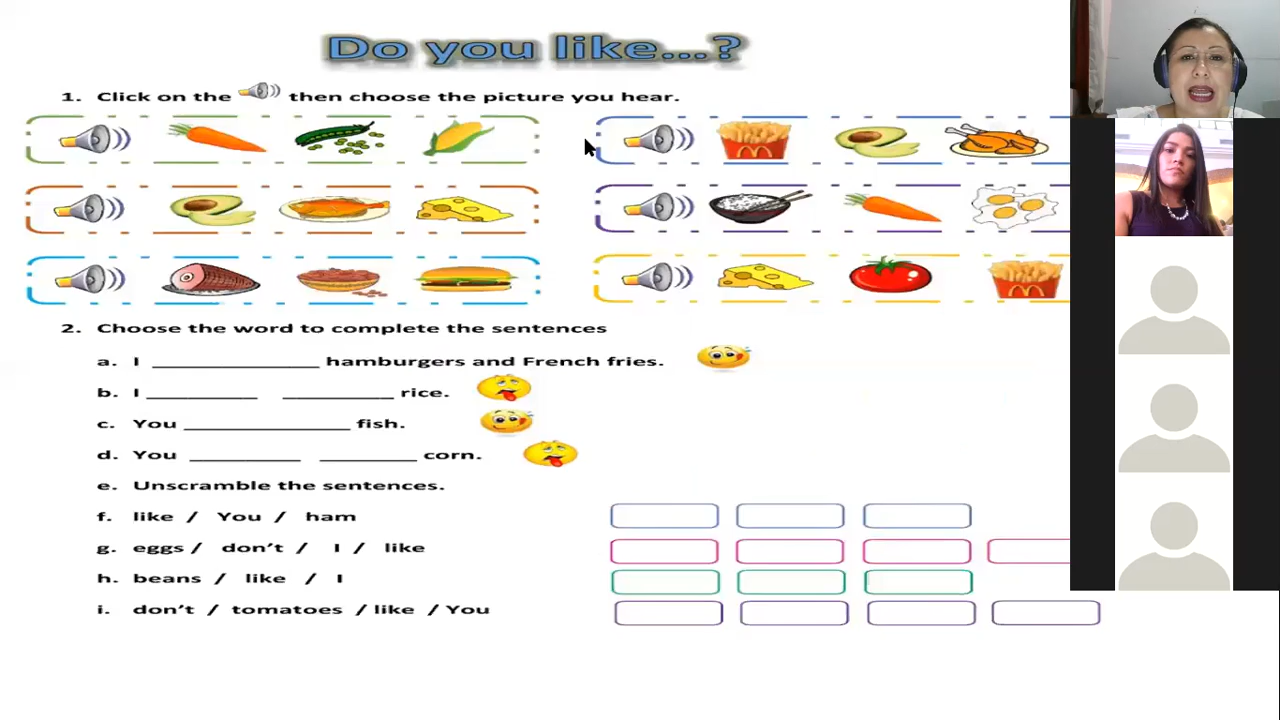 Do you like...?
1. Click on the then choose the picture you hear.
2. Choose the word to complete the sentences
a. I _______________ hamburgers and French fries.
b. I __________ __________ rice.
c. You _______________ fish.
d. You __________ _________ corn.
e. Unscramble the sentences.
f. like / You / ham
g. eggs / don't / I / like
h. beans / like / I
i. don't / tomatoes / like / You